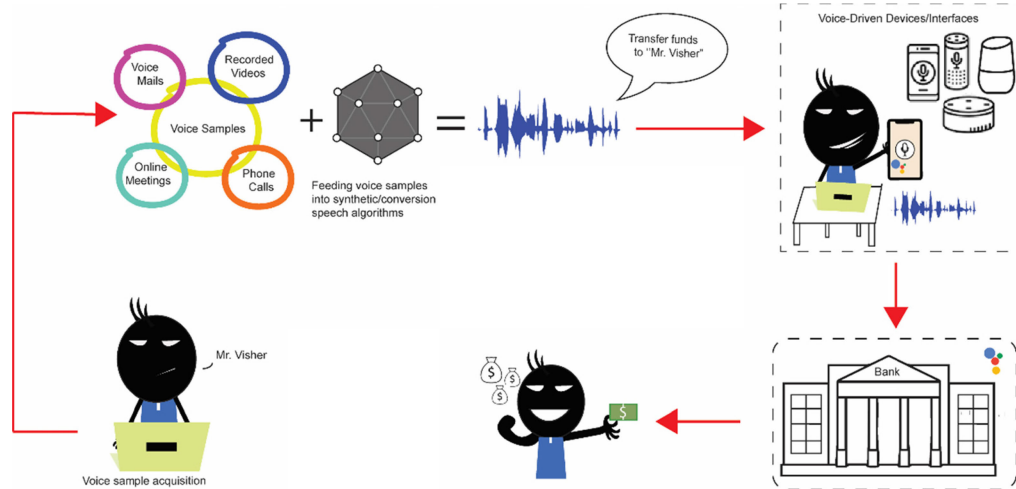 Voice
Mails
Recorded
Videos
Voice Samples
Online
Meetings
Phone
Calls
+
=
Feeding voice samples
into synthetic/conversion
speech algorithms
Transfer funds
to "Mr. Visher"
Voice-Driven Devices/Interfaces
Mr. Visher
Voice sample acquisition
$
$
$
$
Bank